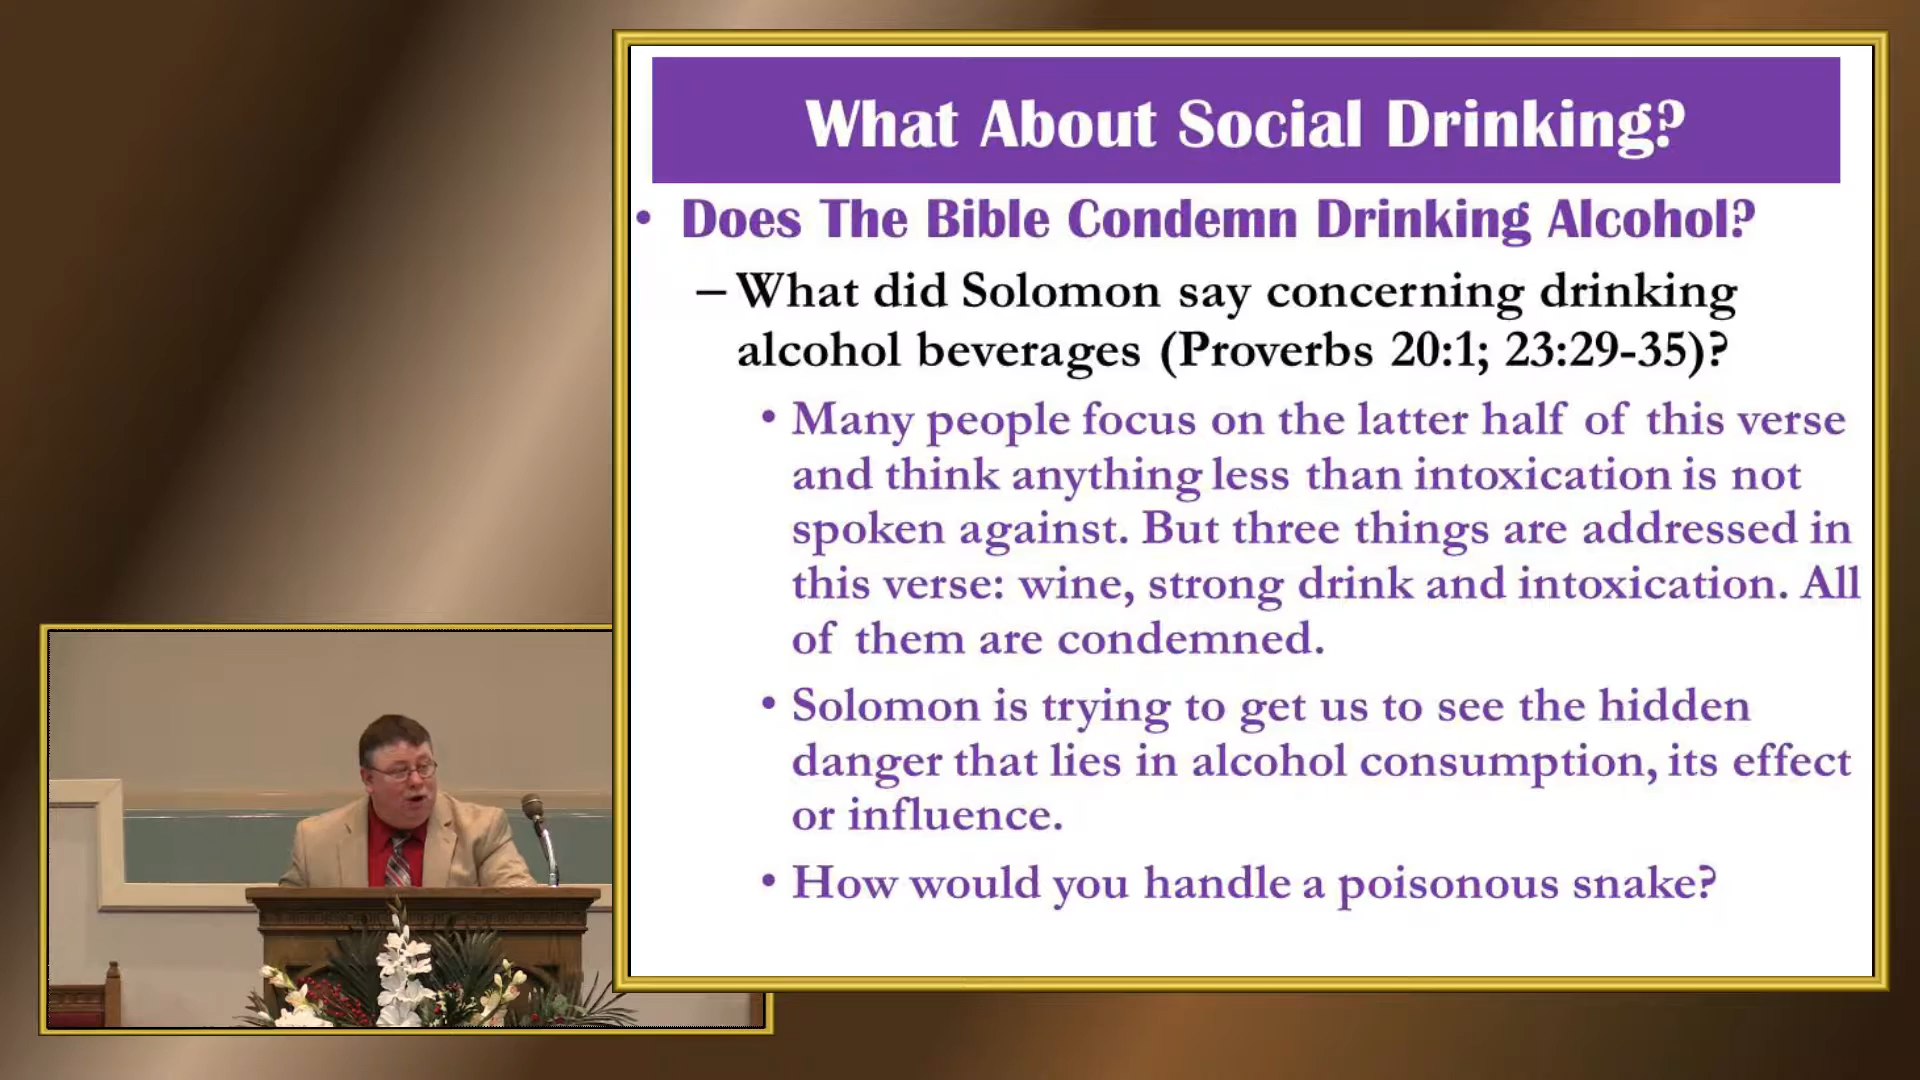 What About Social Drinking?
• Does The Bible Condemn Drinking Alcohol?
– What did Solomon say concerning drinking
alcohol beverages (Proverbs 20:1; 23:29-35)?
• Many people focus on the latter half of this verse
and think anything less than intoxication is not
spoken against. But three things are addressed in
this verse: wine, strong drink and intoxication. All
of them are condemned.
• Solomon is trying to get us to see the hidden
danger that lies in alcohol consumption, its effect
or influence.
• How would you handle a poisonous snake?